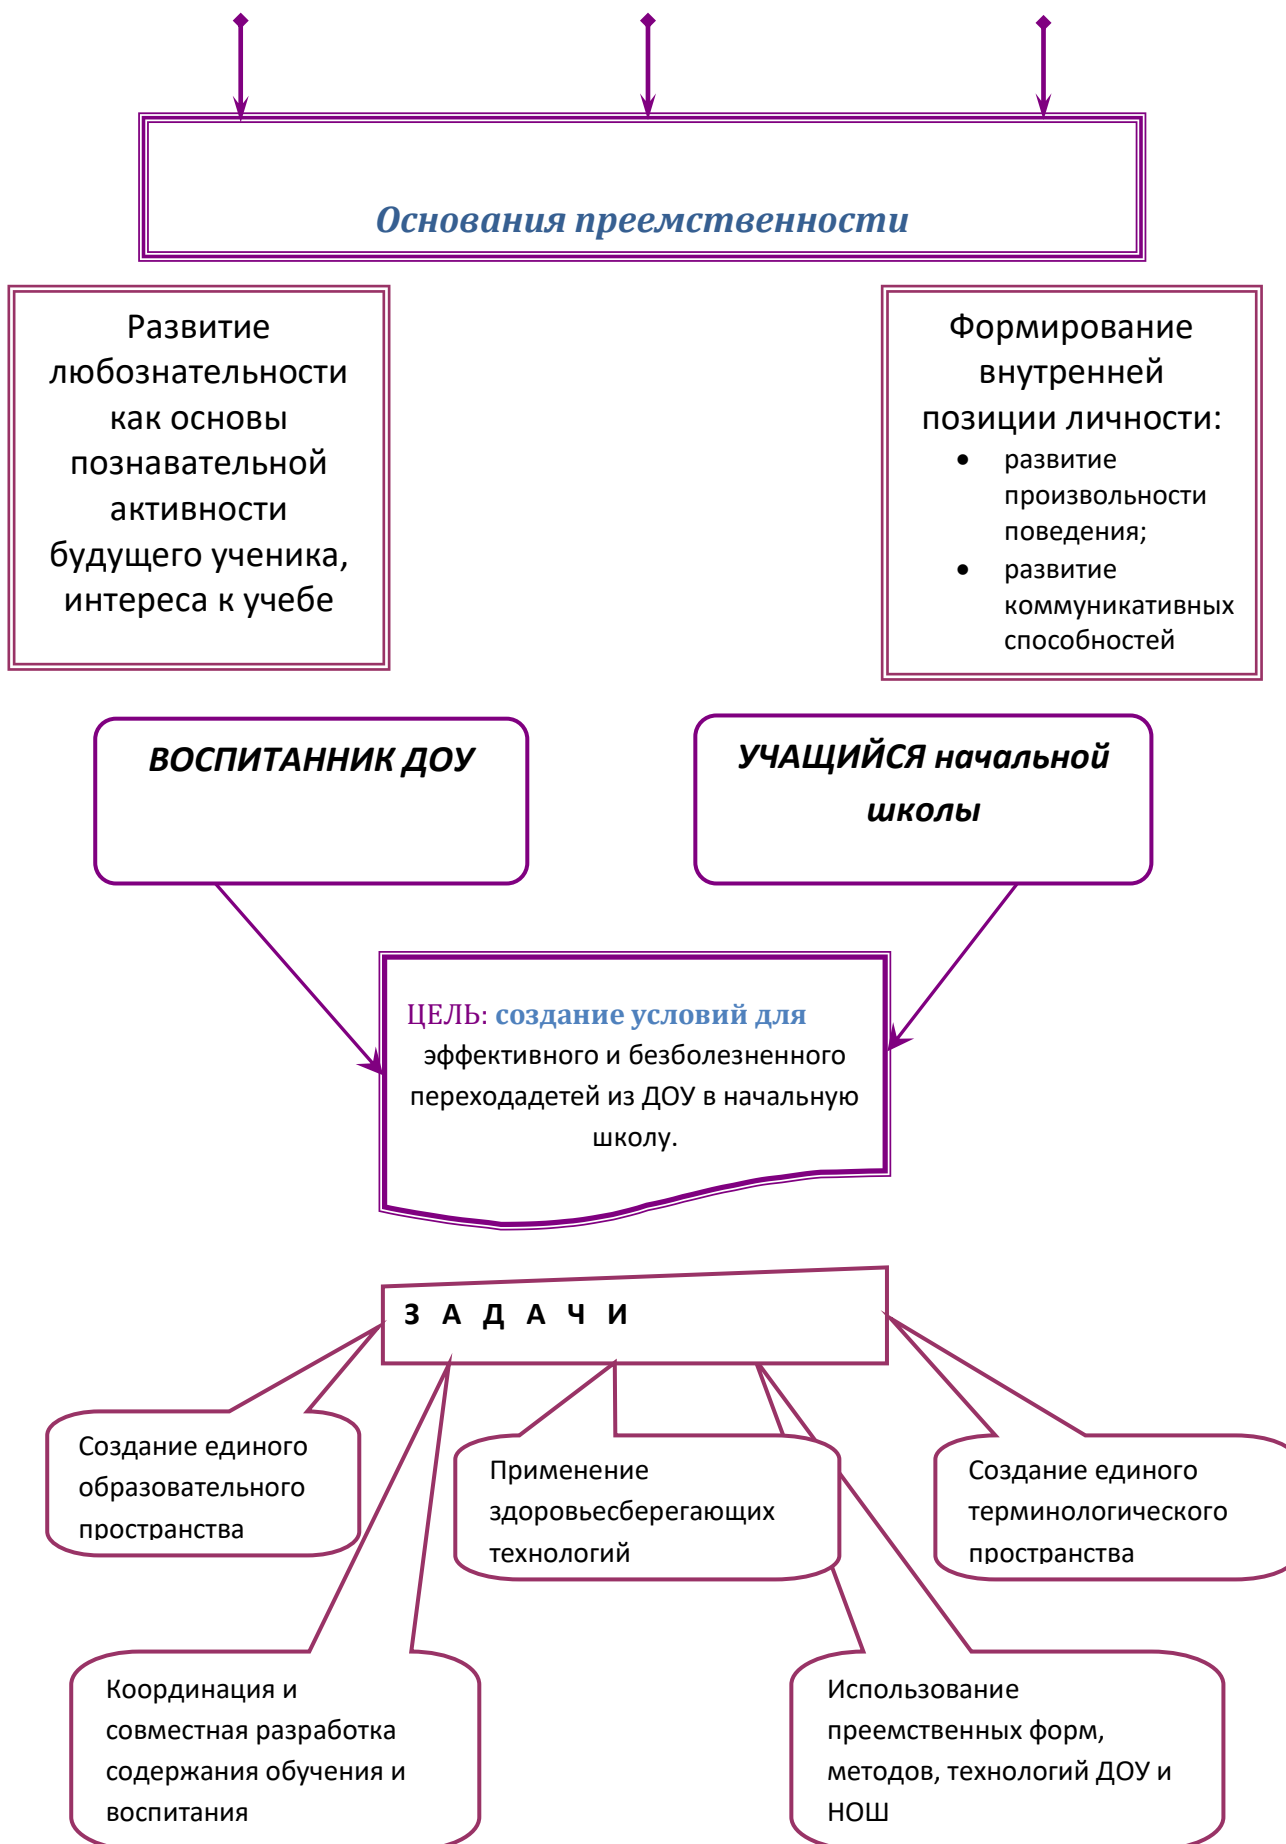 Основания преемственности
Развитие
любознательности
как основы
познавательной
активности
будущего ученика,
интереса к учебе
Формирование
внутренней
позиции личности:
• развитие
произвольности
поведения;
• развитие
коммуникативных
способностей
ВОСПИТАННИК ДОУ
УЧАЩИЙСЯ начальной
школы
ЦЕЛЬ: создание условий для
эффективного и безболезненного
переходадетей из ДОУ в начальную
школу.
З А Д А Ч И
Создание единого
образовательного
пространства
Применение
здоровьесберегающих
технологий
Создание единого
терминологического
пространства
Координация и
совместная разработка
содержания обучения и
воспитания
Использование
преемственных форм,
методов, технологий ДОУ и
НОШ